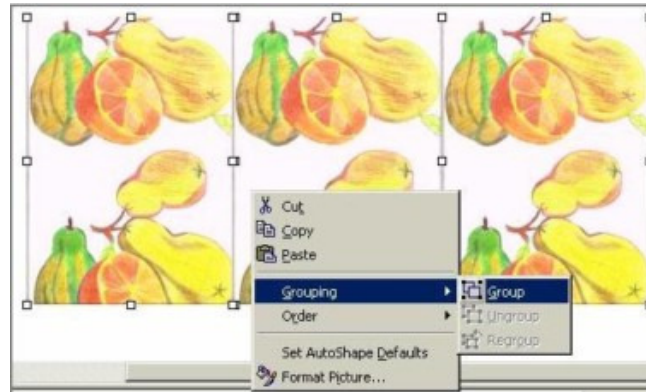 Cut
Copy
Paste
Grouping
Order
Set AutoShape Defaults
Format Picture...
Group
Ungroup
Regroup